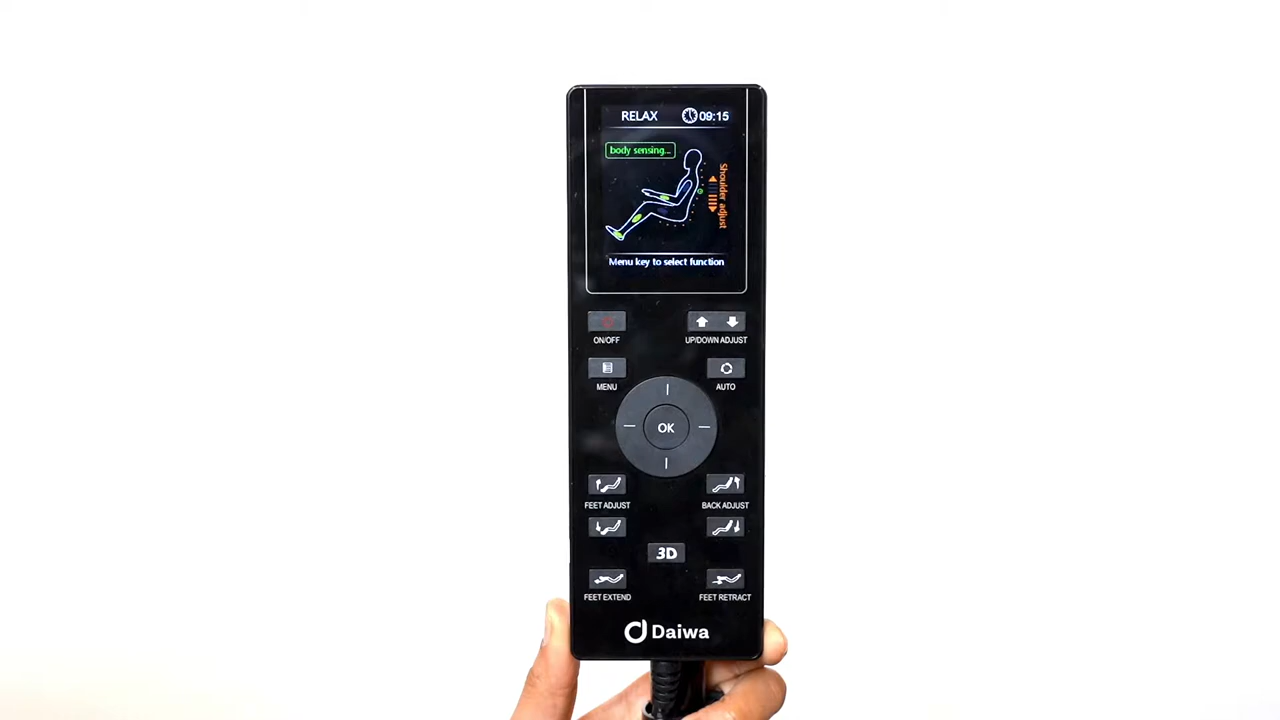 RELAX 09:15
body sensing...
Shoulder adjust
Menu key to select function
ON/OFF
UP/DOWN ADJUST
MENU
AUTO
OK
FEET ADJUST
BACK ADJUST
3D
FEET EXTEND
FEET RETRACT
Daiwa